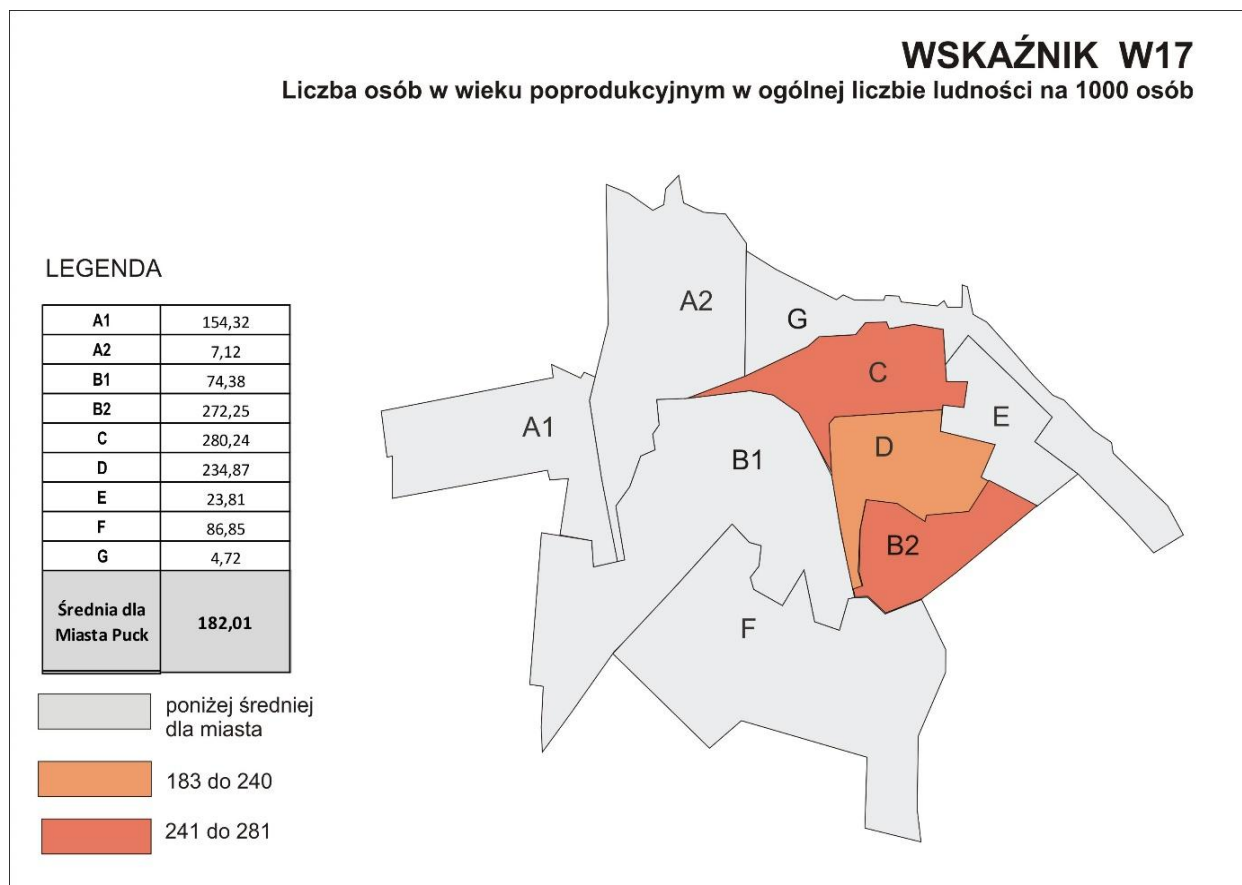 WSKAŹNIK W17
Liczba osób w wieku poprodukcyjnym w ogólnej liczbie ludności na 1000 osób
LEGENDA
A1 154,32
A2 7,12
B1 74,38
B2 272,25
C 280,24
D 234,87
E 23,81
F 86,85
G 4,72
Średnia dla
Miasta Puck
182,01
poniżej średniej
dla miasta
183 do 240
241 do 281
A2
G
C
A1
E
B1
D
B2
F